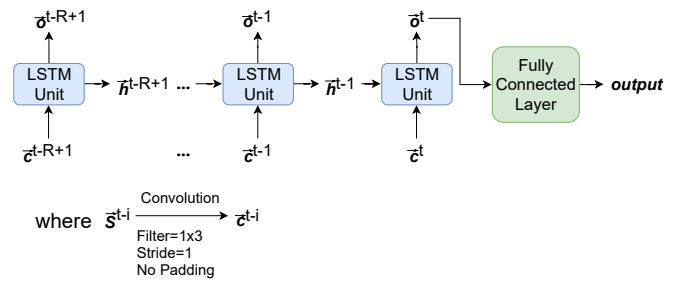 o⃗^t-R+1 o⃗^t-1 o⃗^t
LSTM Unit
h⃗^t-R+1
...
LSTM Unit
h⃗^t-1
LSTM Unit
Fully
Connected
Layer
output
c⃗^t-R+1 ... c⃗^t-1 c⃗^t
where S⃗^t-i Convolution c⃗^t-i
Filter=1x3
Stride=1
No Padding